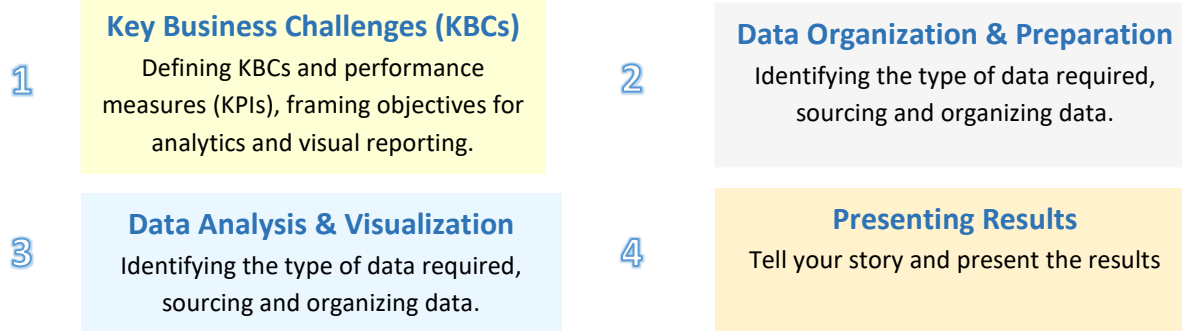 1
Key Business Challenges (KBCs)
Defining KBCs and performance
measures (KPIs), framing objectives for
analytics and visual reporting.
2
Data Organization & Preparation
Identifying the type of data required,
sourcing and organizing data.
3
Data Analysis & Visualization
Identifying the type of data required,
sourcing and organizing data.
4
Presenting Results
Tell your story and present the results